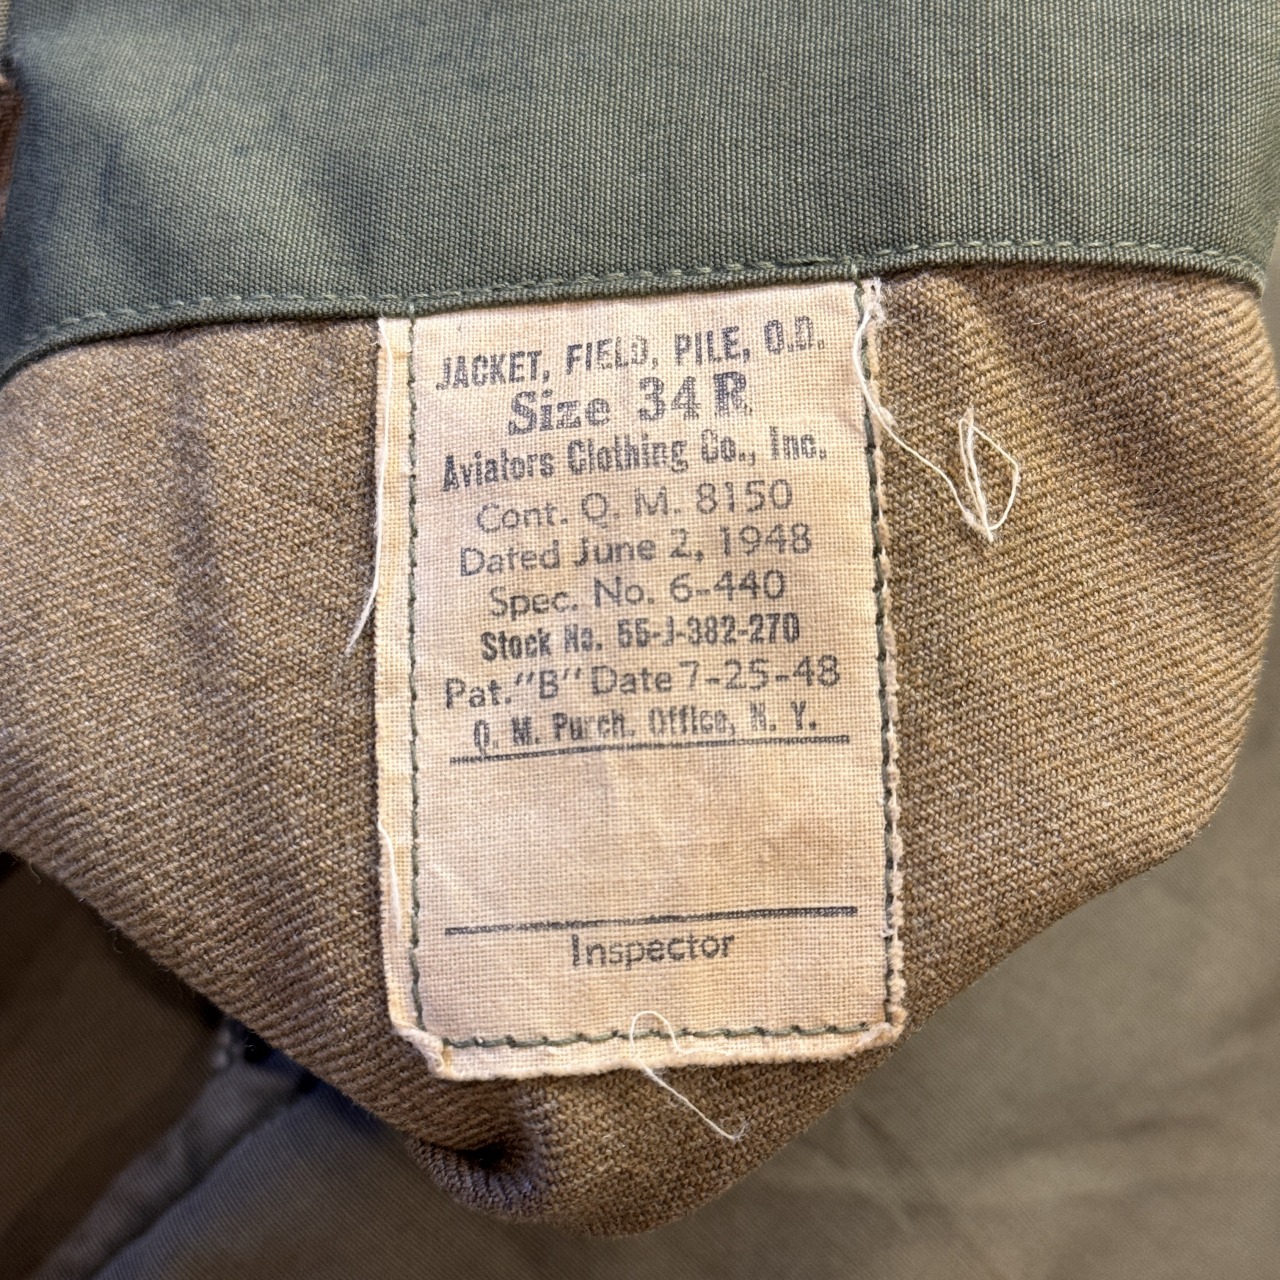 JACKET, FIELD, PILE, O.D.
Size 34 R
Aviators Clothing Co., Inc.
Cont. Q. M. 8150
Dated June 2, 1948
Spec. No. 6-440
Stock No. 55-J-382-270
Pat. "B" Date 7-25-48
Q. M. Purch. Office, N. Y.
Inspector